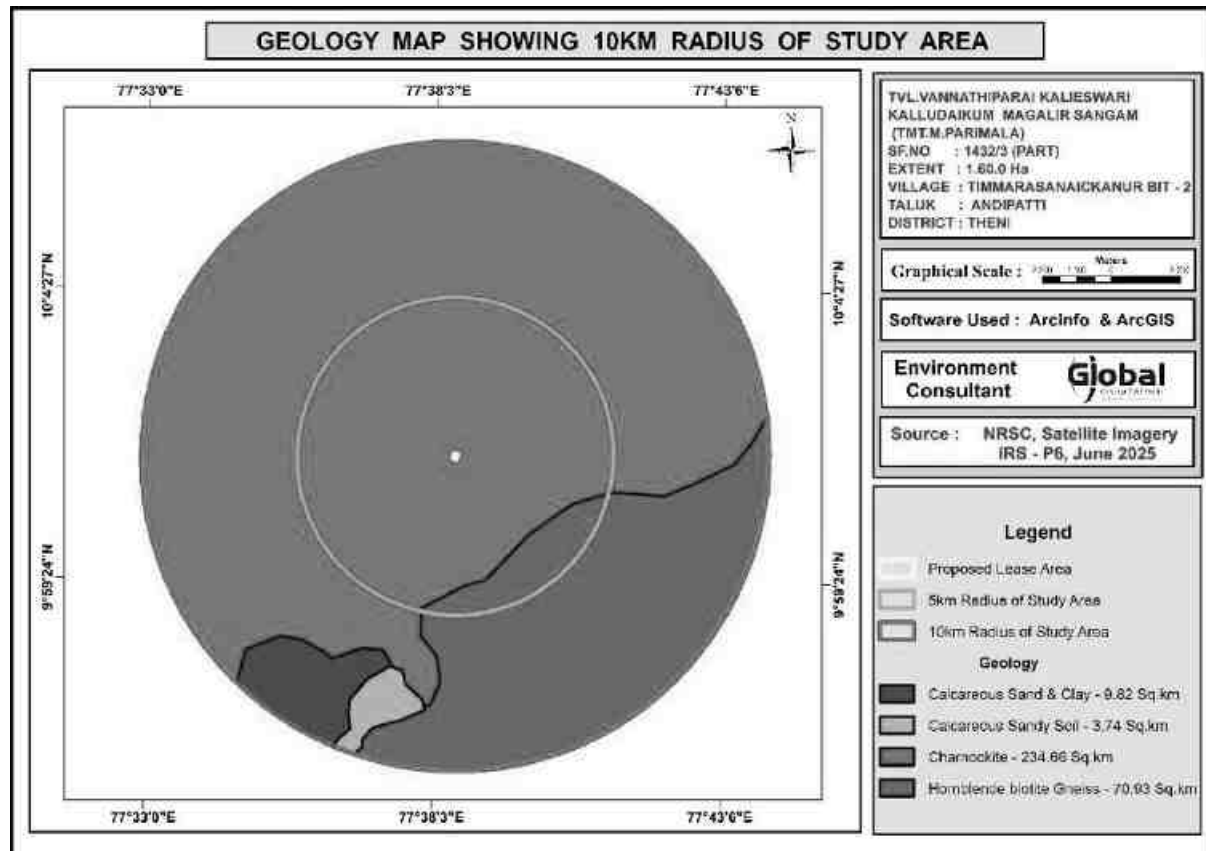 GEOLOGY MAP SHOWING 10KM RADIUS OF STUDY AREA
77°33'0"E
77°38'3"E
77°43'6"E
N
10°4'27"N
10°4'27"N
9°59'24"N
9°59'24"N
77°33'0"E
77°38'3"E
77°43'6"E
TVL.VANNATHIPARAI KALIESWARI
KALLUDAIKUM MAGALIR SANGAM
(TMT.M.PARIMALA)
SF.NO : 1432/3 (PART)
EXTENT : 1.60.0 Ha
VILLAGE : TIMMARASANAICKANUR BIT - 2
TALUK : ANDIPATTI
DISTRICT : THENI
Graphical Scale :
Meters
Software Used : Arcinfo & ArcGIS
Environment
Consultant
Global
Source : NRSC, Satellite Imagery
IRS - P6, June 2025
Legend
Proposed Lease Area
5km Radius of Study Area
10km Radius of Study Area
Geology
Calcareous Sand & Clay - 9.82 Sq.km
Calcareous Sandy Soil - 3.74 Sq.km
Charnockite - 234.66 Sq.km
Hornblende biotite Gneiss - 70.93 Sq.km